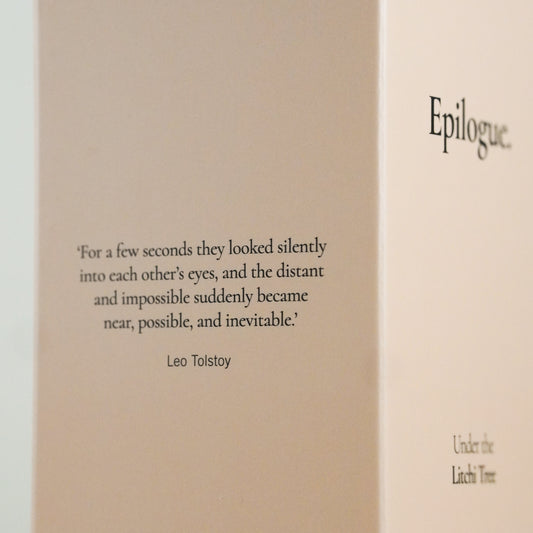 ‘For a few seconds they looked silently
into each other’s eyes, and the distant
and impossible suddenly became
near, possible, and inevitable.’
Leo Tolstoy
Epilogue.
Under the
Litchi Tree